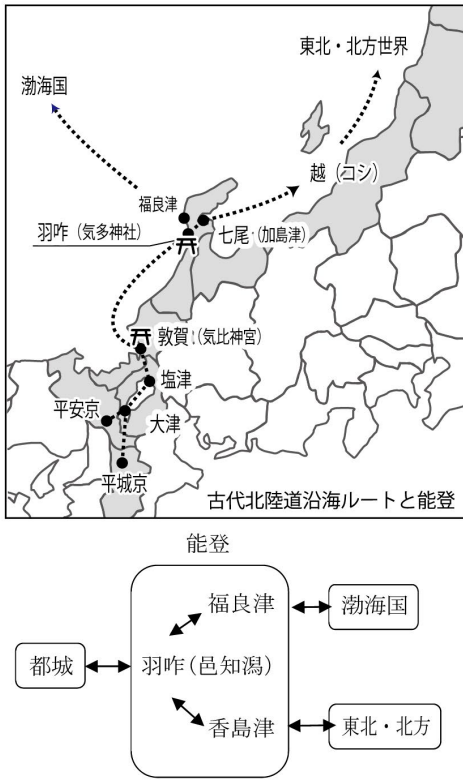 東北・北方世界
渤海国
越（コシ）
福良津
羽咋（気多神社）
七尾（加島津）
敦賀（気比神宮）
塩津
平安京
大津
平城京
古代北陸道沿海ルートと能登
能登
福良津
渤海国
都城
羽咋（邑知潟）
香島津
東北・北方